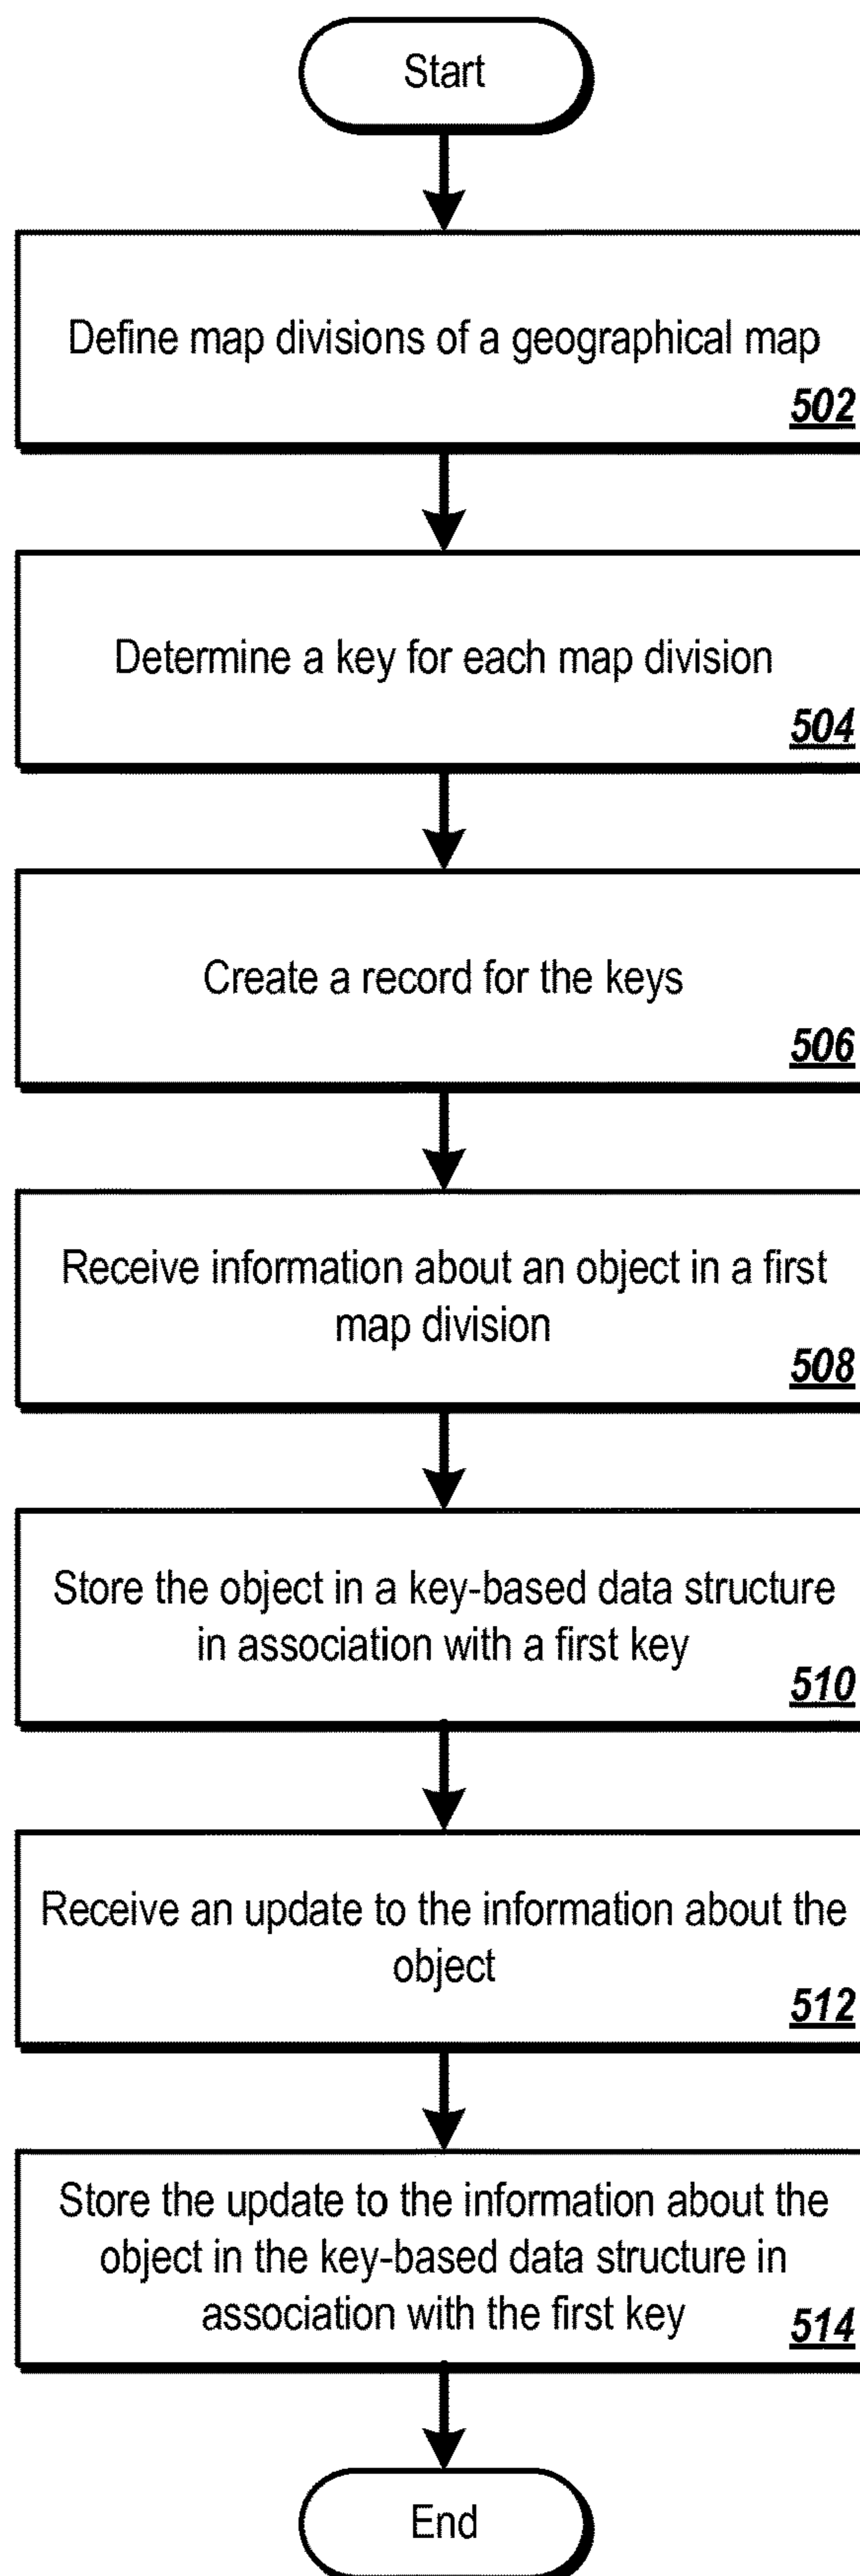 Start
Define map divisions of a geographical map
502
Determine a key for each map division
504
Create a record for the keys
506
Receive information about an object in a first
map division
508
Store the object in a key-based data structure
in association with a first key
510
Receive an update to the information about the
object
512
Store the update to the information about the
object in the key-based data structure in
association with the first key
514
End